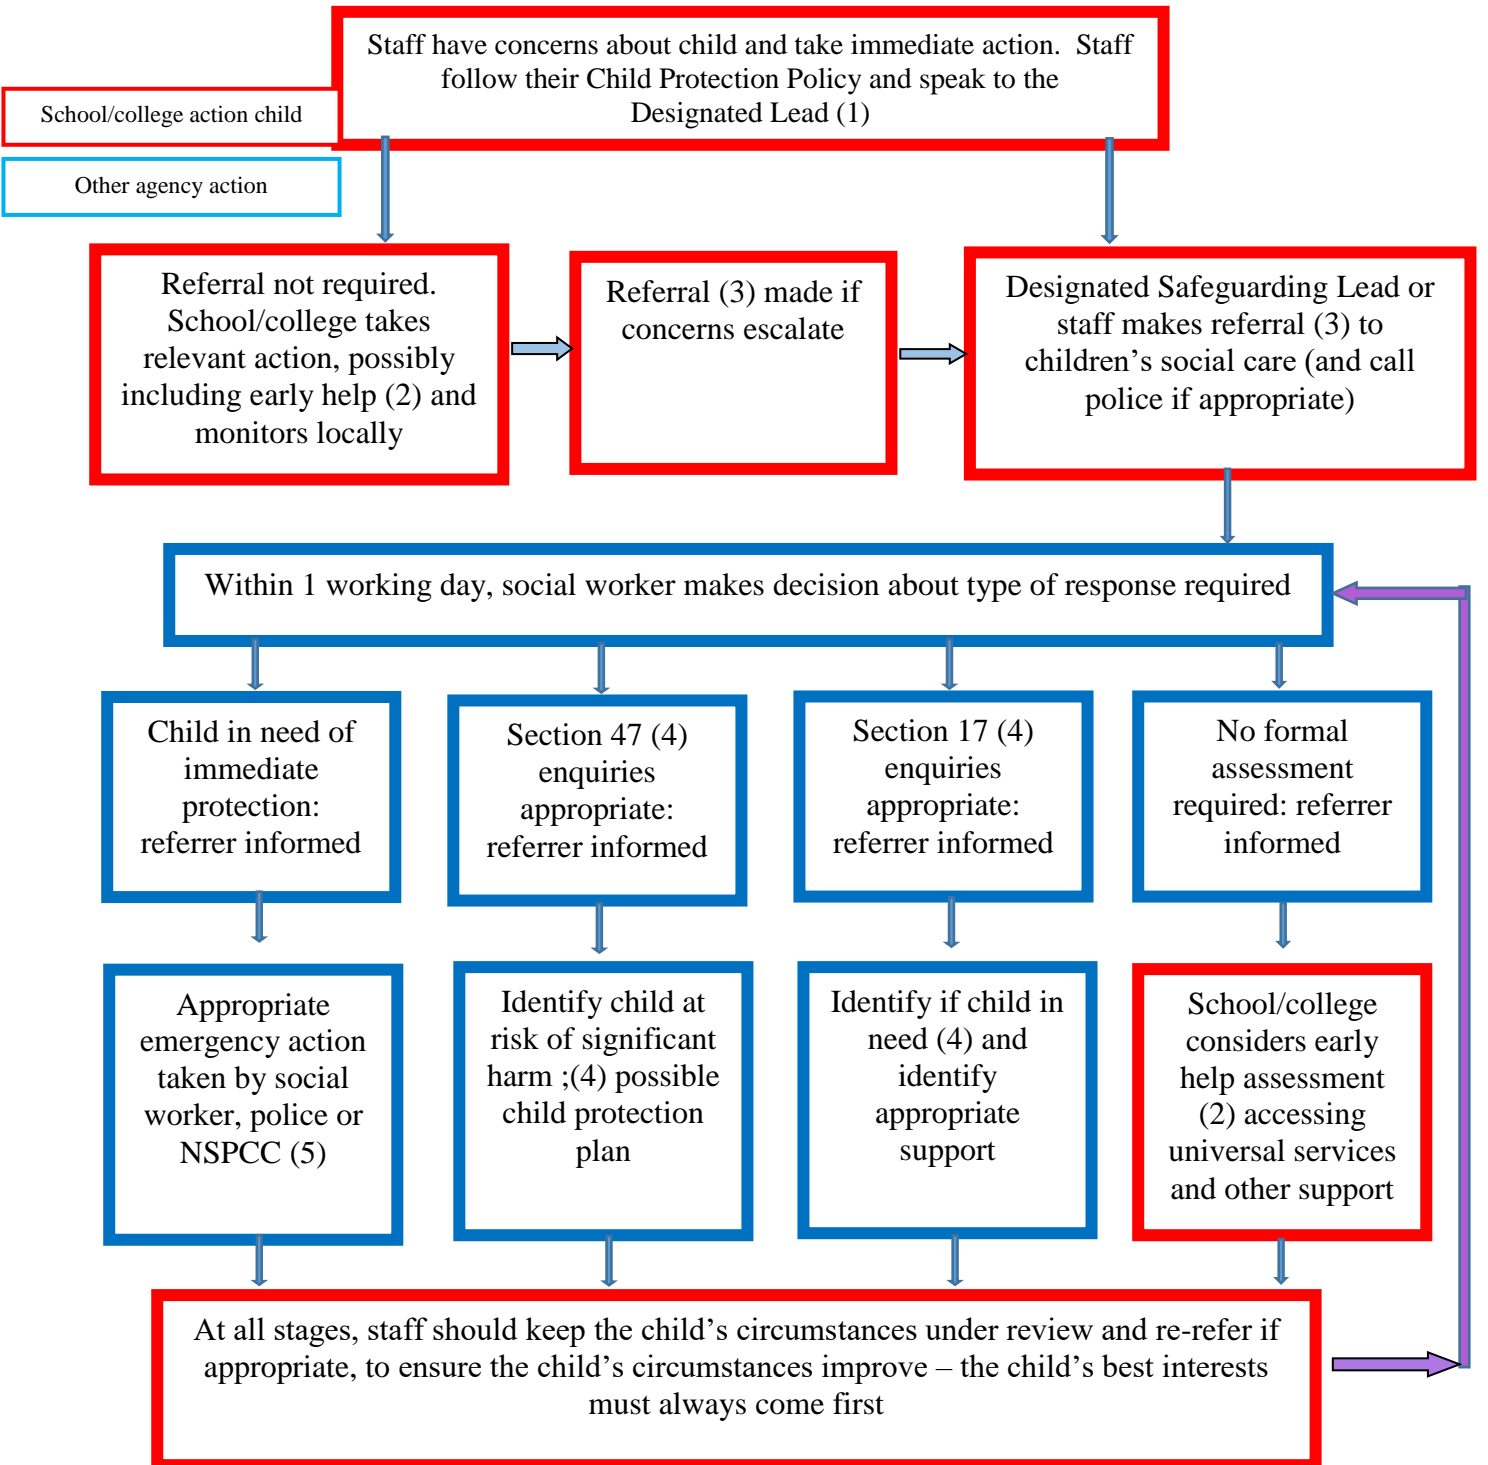 Staff have concerns about child and take immediate action.  Staff
follow their Child Protection Policy and speak to the
Designated Lead (1)
School/college action child
Other agency action
Referral not required.
School/college takes
relevant action, possibly
including early help (2) and
monitors locally
Referral (3) made if
concerns escalate
Designated Safeguarding Lead or
staff makes referral (3) to
children’s social care (and call
police if appropriate)
Within 1 working day, social worker makes decision about type of response required
Child in need of
immediate
protection:
referrer informed
Section 47 (4)
enquiries
appropriate:
referrer informed
Section 17 (4)
enquiries
appropriate:
referrer informed
No formal
assessment
required: referrer
informed
Appropriate
emergency action
taken by social
worker, police or
NSPCC (5)
Identify child at
risk of significant
harm ;(4) possible
child protection
plan
Identify if child in
need (4) and
identify
appropriate
support
School/college
considers early
help assessment
(2) accessing
universal services
and other support
At all stages, staff should keep the child’s circumstances under review and re-refer if
appropriate, to ensure the child’s circumstances improve – the child’s best interests
must always come first